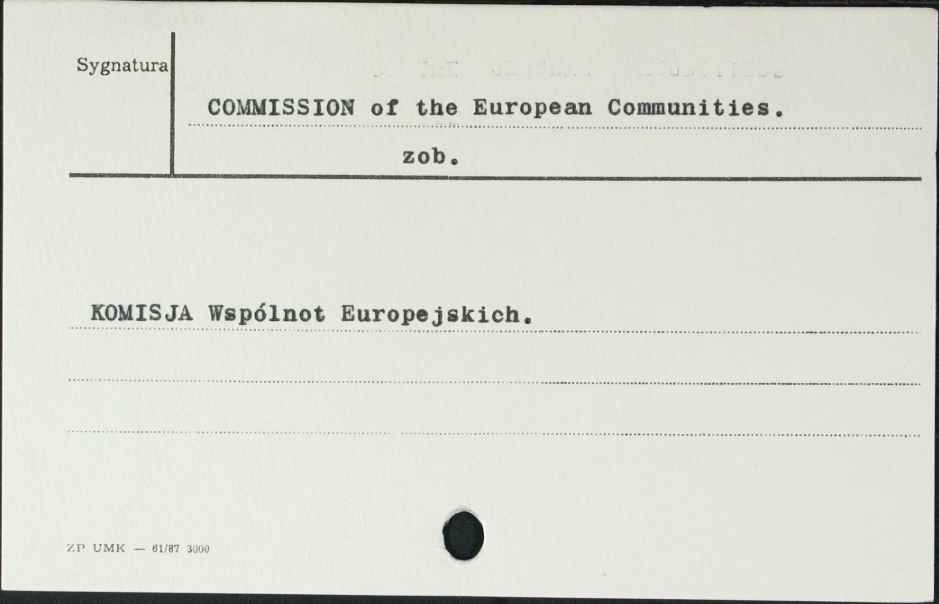 Sygnatura
COMMISSION of the European Communities.
zob.
KOMISJA Wspólnot Europejskich.
ZP UMK — 61/87 3000